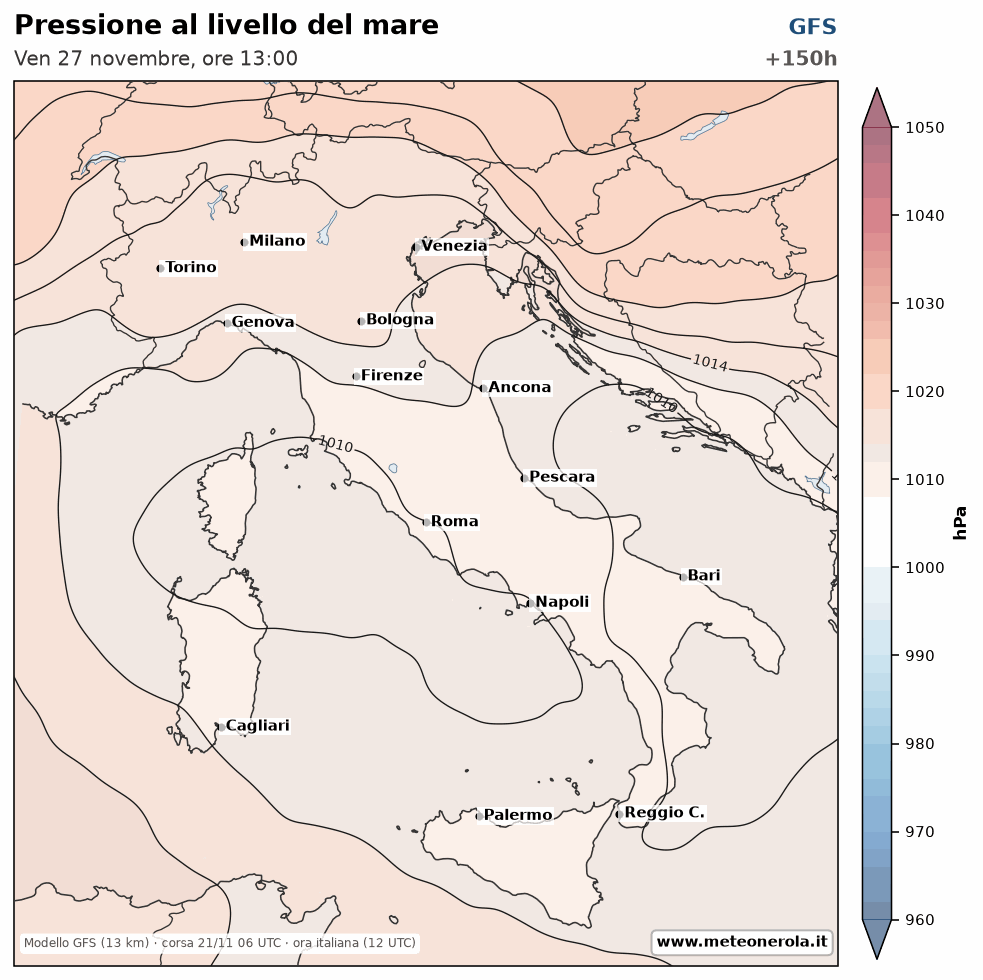 Pressione al livello del mare
GFS
Ven 27 novembre, ore 13:00
+150h
Milano
Venezia
Torino
Genova
Bologna
1014
Firenze
Ancona
1010
1010
Pescara
Roma
Bari
Napoli
Cagliari
Palermo
Reggio C.
Modello GFS (13 km) · corsa 21/11 06 UTC · ora italiana (12 UTC)
www.meteonerola.it
1050
1040
1030
1020
1010
1000
990
980
970
960
hPa